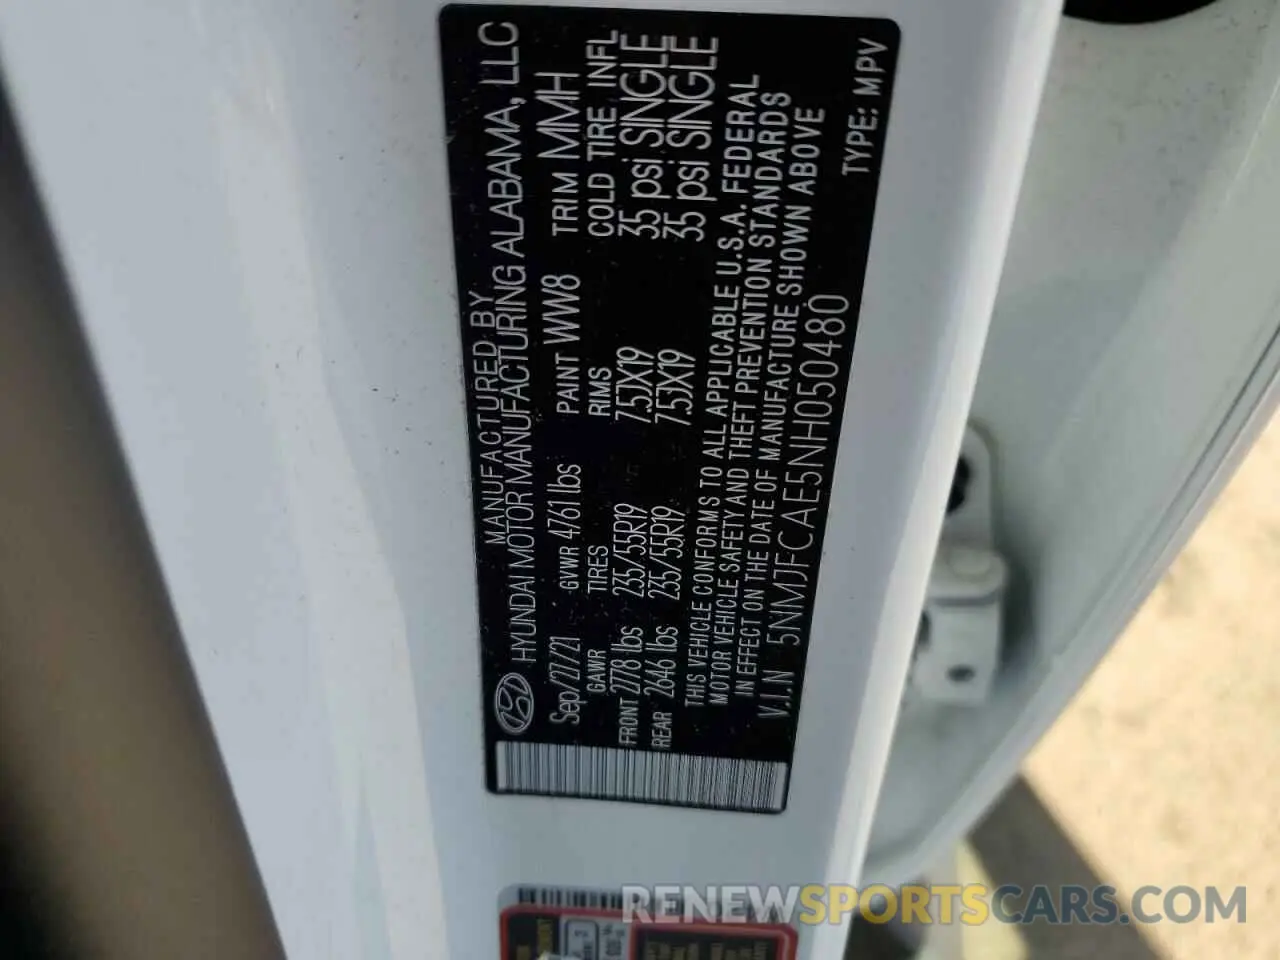 MANUFACTURED BY
HYUNDAI MOTOR MANUFACTURING ALABAMA, LLC
Sep/27/21 GVWR 4761 lbs PAINT WW8 TRIM MMH
GAWR TIRES RIMS COLD TIRE INFL
FRONT 2778 lbs 235/55R19 7.5JX19 35 psi SINGLE
REAR 2646 lbs 235/55R19 7.5JX19 35 psi SINGLE
THIS VEHICLE CONFORMS TO ALL APPLICABLE U.S.A. FEDERAL
MOTOR VEHICLE SAFETY AND THEFT PREVENTION STANDARDS
IN EFFECT ON THE DATE OF MANUFACTURE SHOWN ABOVE
V.I.N 5NMJFCAE5NH050480 TYPE: MPV
RENEWSPORTSCARS.COM